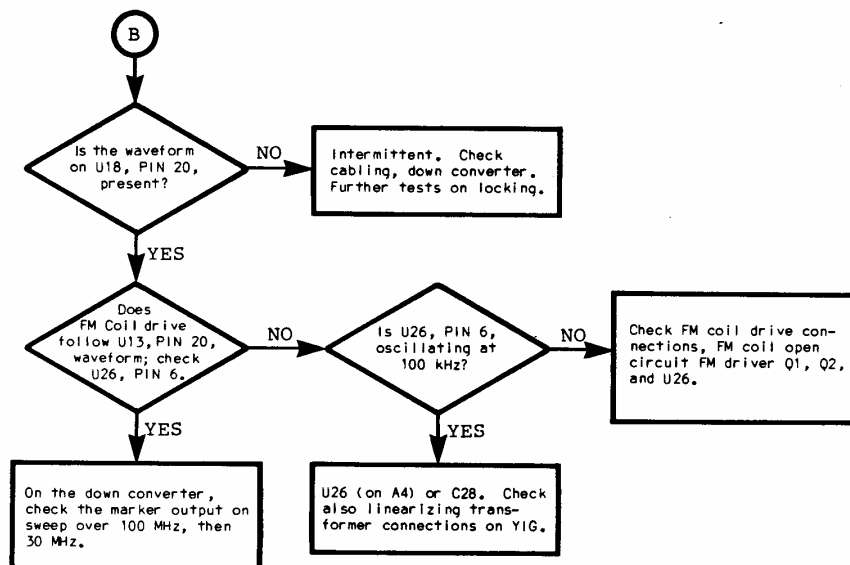 B
Is the waveform
on U18, PIN 20,
present?
NO
Intermittent. Check
cabling, down converter.
Further tests on locking.
YES
Does
FM Coil drive
follow U13, PIN 20,
waveform; check
U26, PIN 6.
NO
Is U26, PIN 6,
oscillating at
100 kHz?
NO
Check FM coil drive con-
nections, FM coil open
circuit FM driver Q1, Q2,
and U26.
YES
On the down converter,
check the marker output on
sweep over 100 MHz, then
30 MHz.
YES
U26 (on A4) or C28. Check
also linearizing trans-
former connections on YIG.